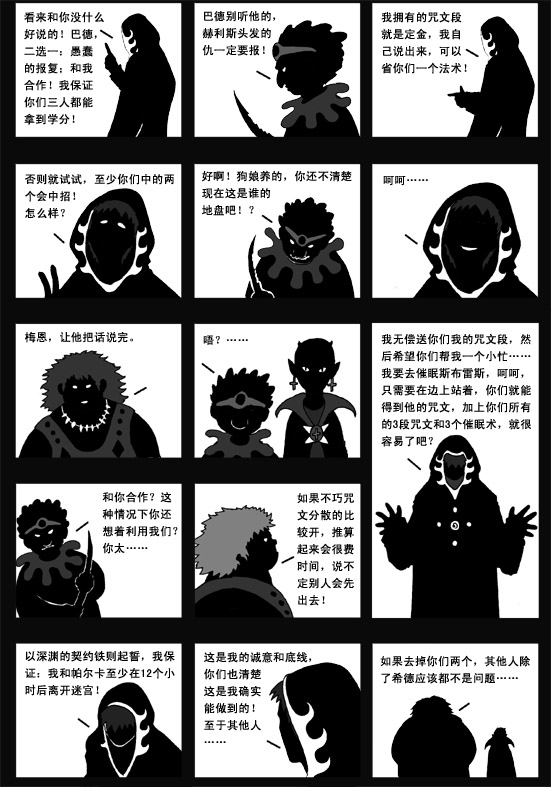 看来和你没什么
好说的！巴德，
二选一：愚蠢
的报复；和我
合作！我保证
你们三人都能
拿到学分！
巴德别听他的，
赫利斯头发的
仇一定要报！
我拥有的咒文段
就是定金，我自
己说出来，可以
省你们一个法术！
否则就试试，至少你们中的两
个会中招！
怎么样？
好啊！狗娘养的，你还不清楚
现在这是谁的
地盘吧！？
呵呵……
梅恩，让他把话说完。
唔？……
我无偿送你们我的咒文段，然
后希望你们帮我一个小忙……
我要去催眠斯布雷斯，呵呵，
只需要在边上站着，你们就能
得到他的咒文，加上你们所有
的3段咒文和3个催眠术，就很
容易了吧？
和你合作？这
种情况下你还
想着利用我们？
你太……
如果不巧咒
文分散的比
较开，推算
起来会很费
时间，说不
定别人会先
出去！
以深渊的契约铁则起誓，我保
证：我和帕尔卡至少在12个小
时后离开迷宫！
这是我的诚意和底线，
你们也清楚
这是我确实
能做到的！
至于其他人
……
如果去掉你们两个，其他人除
了希德应该都不是问题……